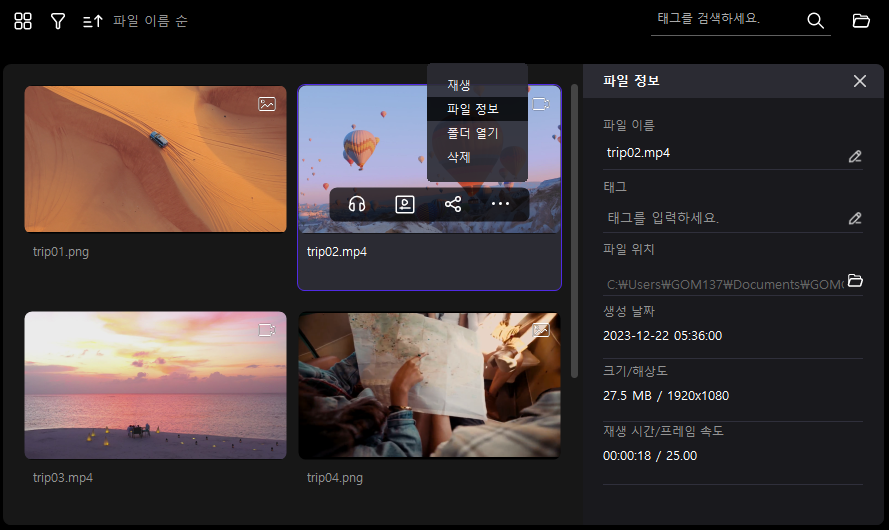 파일 이름 순
태그를 검색하세요.
재생
파일 정보
폴더 열기
삭제
trip01.png
trip02.mp4
trip03.mp4
trip04.png
파일 정보
파일 이름
trip02.mp4
태그
태그를 입력하세요.
파일 위치
C:₩Users₩GOM137₩Documents₩GOM
생성 날짜
2023-12-22 05:36:00
크기/해상도
27.5 MB / 1920x1080
재생 시간/프레임 속도
00:00:18 / 25.00